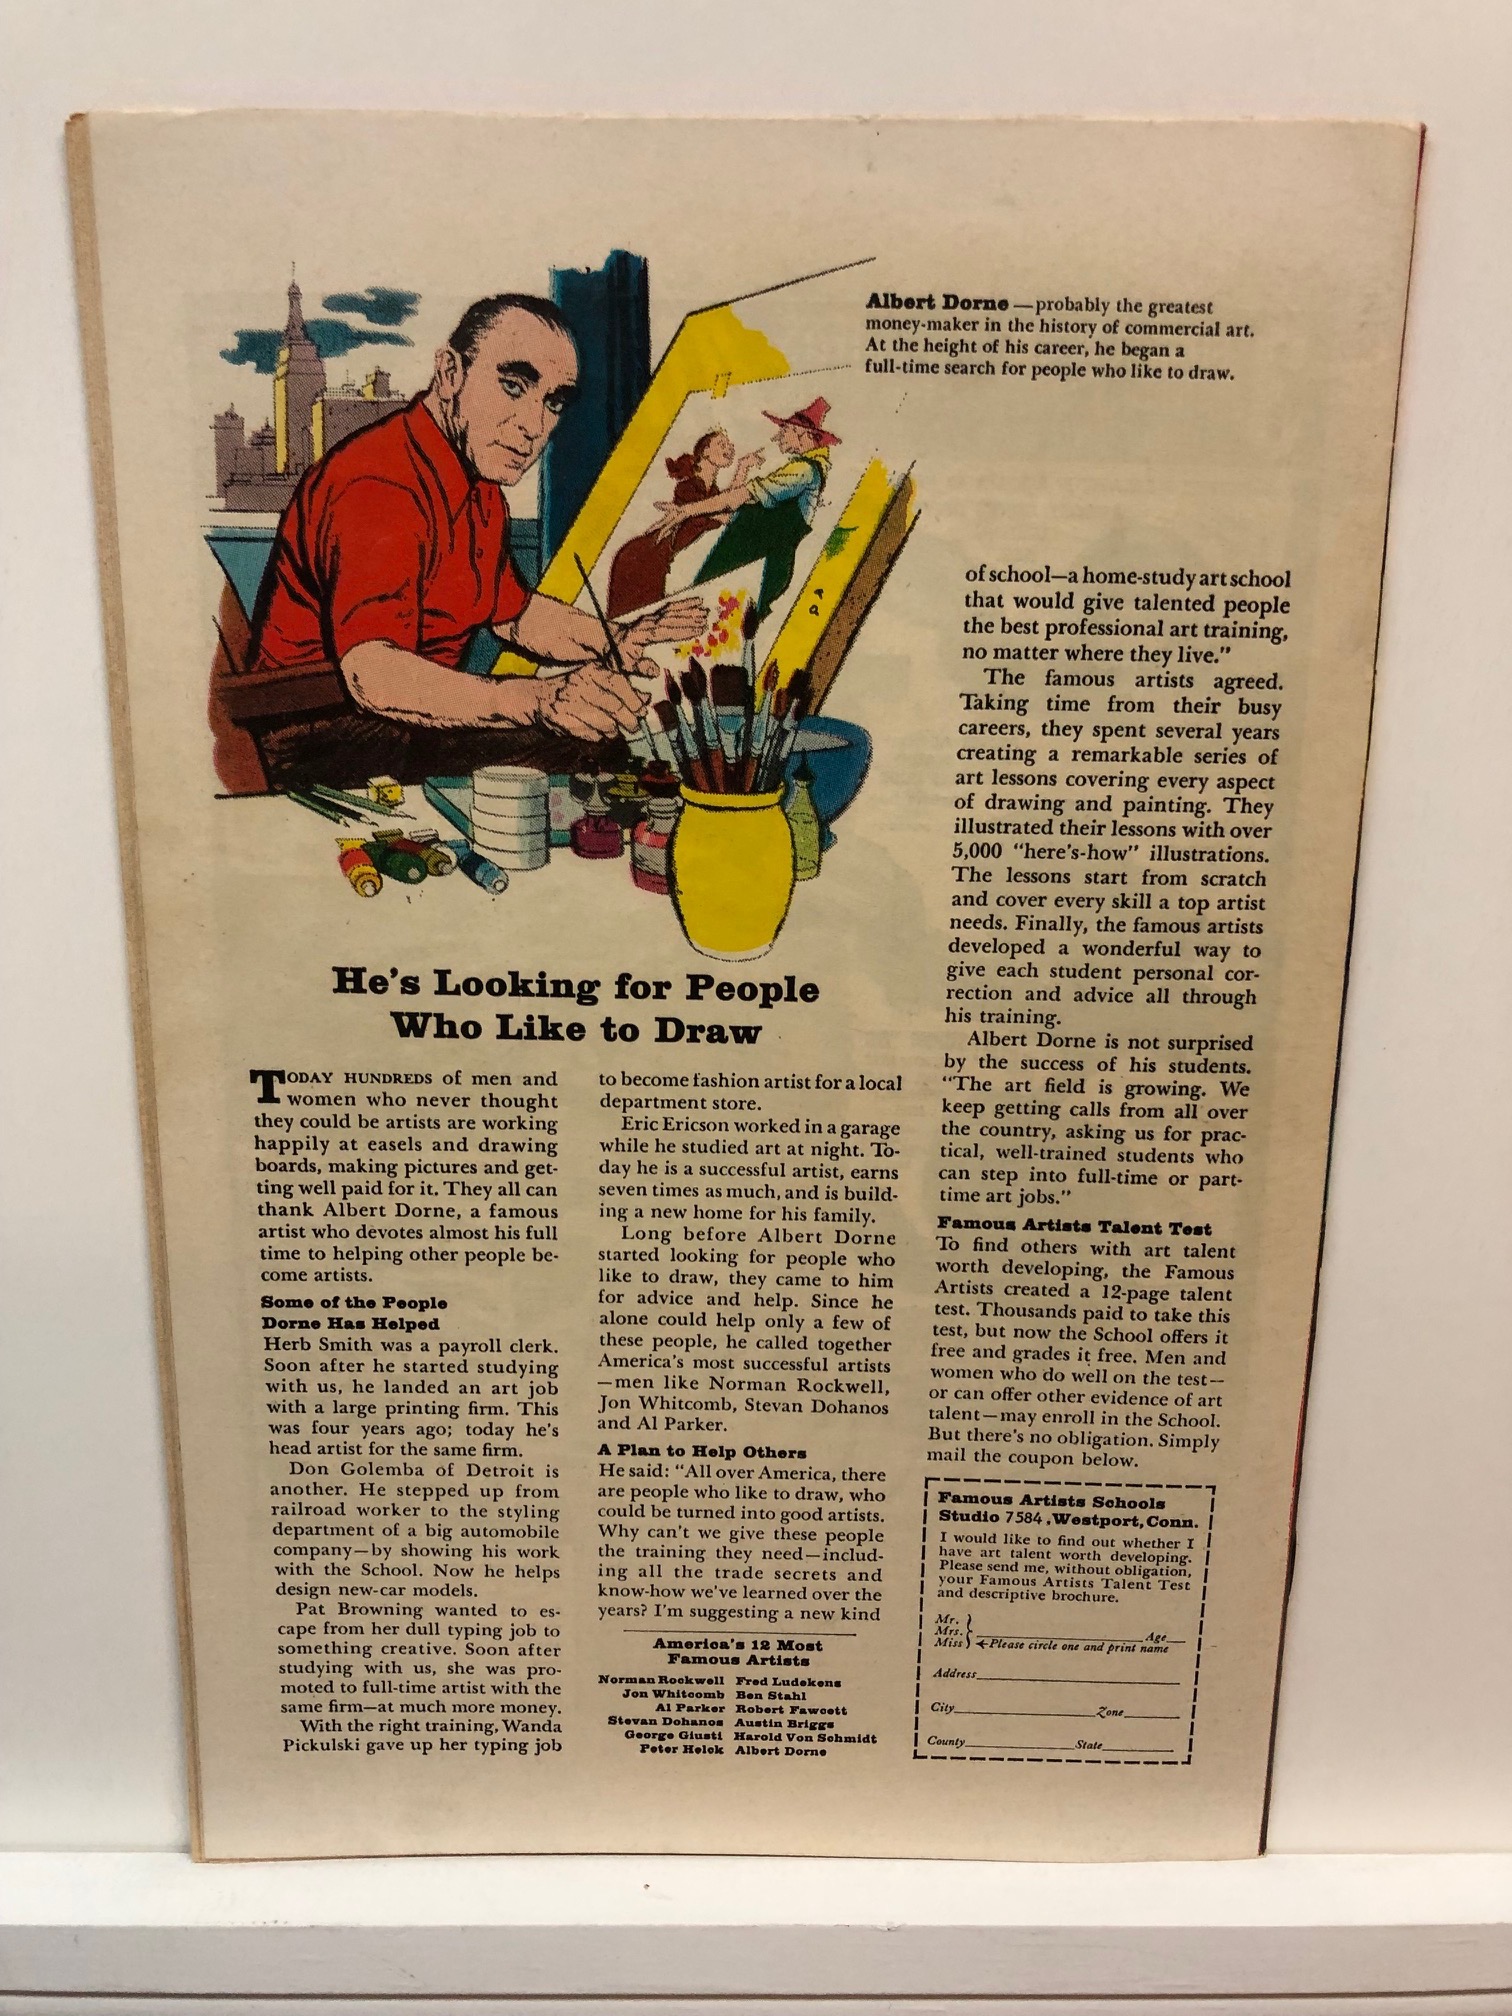 Albert Dorne—probably the greatest
money-maker in the history of commercial art.
At the height of his career, he began a
full-time search for people who like to draw.
He's Looking for People
Who Like to Draw
TODAY HUNDREDS of men and
women who never thought
they could be artists are working
happily at easels and drawing
boards, making pictures and get-
ting well paid for it. They all can
thank Albert Dorne, a famous
artist who devotes almost his full
time to helping other people be-
come artists.
Some of the People
Dorne Has Helped
Herb Smith was a payroll clerk.
Soon after he started studying
with us, he landed an art job
with a large printing firm. This
was four years ago; today he's
head artist for the same firm.
Don Golemba of Detroit is
another. He stepped up from
railroad worker to the styling
department of a big automobile
company—by showing his work
with the School. Now he helps
design new-car models.
Pat Browning wanted to es-
cape from her dull typing job to
something creative. Soon after
studying with us, she was pro-
moted to full-time artist with the
same firm—at much more money.
With the right training, Wanda
Pickulski gave up her typing job
to become fashion artist for a local
department store.
Eric Ericson worked in a garage
while he studied art at night. To-
day he is a successful artist, earns
seven times as much, and is build-
ing a new home for his family.
Long before Albert Dorne
started looking for people who
like to draw, they came to him
for advice and help. Since he
alone could help only a few of
these people, he called together
America's most successful artists
—men like Norman Rockwell,
Jon Whitcomb, Stevan Dohanos
and Al Parker.
A Plan to Help Others
He said: "All over America, there
are people who like to draw, who
could be turned into good artists.
Why can't we give these people
the training they need—includ-
ing all the trade secrets and
know-how we've learned over the
years? I'm suggesting a new kind
America's 12 Most
Famous Artists
Norman Rockwell Fred Ludekens
Jon Whitcomb Ben Stahl
Al Parker Robert Fawcett
Stevan Dohanos Austin Briggs
George Giusti Harold Von Schmidt
Peter Helck Albert Dorne
of school—a home-study art school
that would give talented people
the best professional art training,
no matter where they live."
The famous artists agreed.
Taking time from their busy
careers, they spent several years
creating a remarkable series of
art lessons covering every aspect
of drawing and painting. They
illustrated their lessons with over
5,000 "here's-how" illustrations.
The lessons start from scratch
and cover every skill a top artist
needs. Finally, the famous artists
developed a wonderful way to
give each student personal cor-
rection and advice all through
his training.
Albert Dorne is not surprised
by the success of his students.
"The art field is growing. We
keep getting calls from all over
the country, asking us for prac-
tical, well-trained students who
can step into full-time or part-
time art jobs."
Famous Artists Talent Test
To find others with art talent
worth developing, the Famous
Artists created a 12-page talent
test. Thousands paid to take this
test, but now the School offers it
free and grades it free. Men and
women who do well on the test—
or can offer other evidence of art
talent—may enroll in the School.
But there's no obligation. Simply
mail the coupon below.
Famous Artists Schools
Studio 7584, Westport, Conn.
I would like to find out whether I
have art talent worth developing.
Please send me, without obligation,
your Famous Artists Talent Test
and descriptive brochure.
Mr.
Mrs. Age
Miss ←Please circle one and print name
Address
City Zone
County State